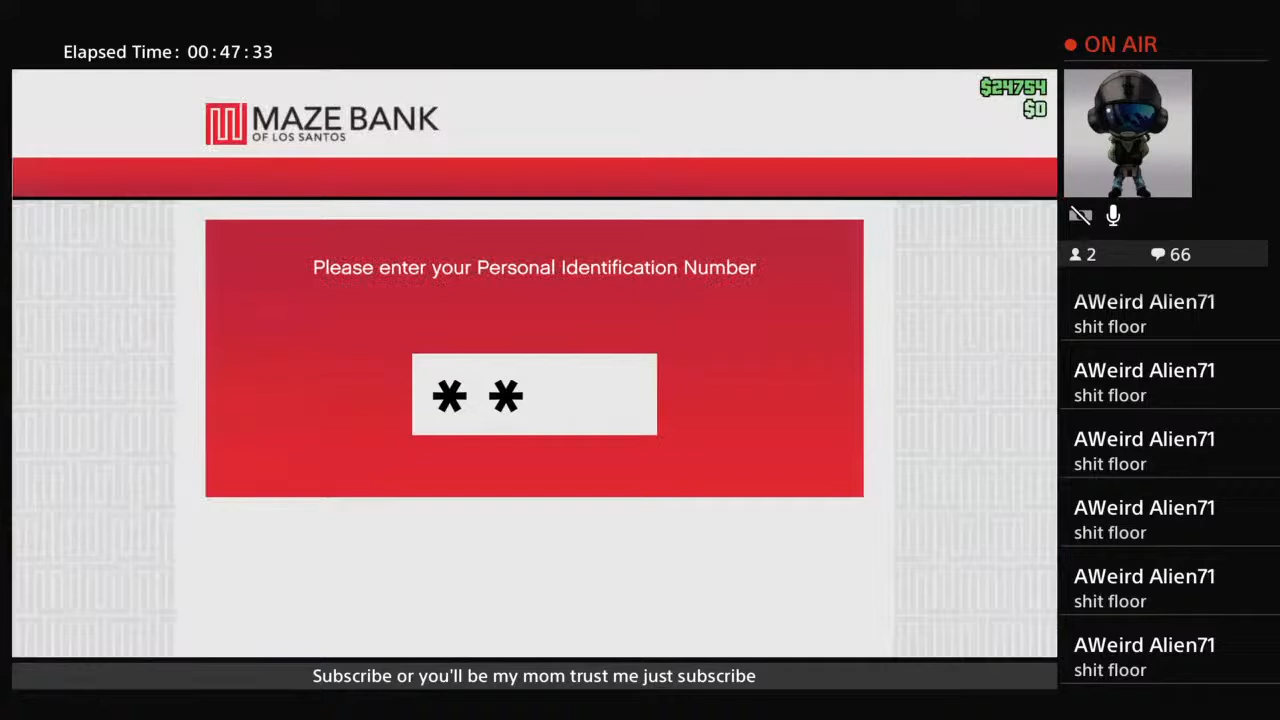 Elapsed Time: 00:47:33
ON AIR
MAZE BANK
OF LOS SANTOS
$24754
$0
Please enter your Personal Identification Number
* *
2 66
AWeird Alien71
shit floor
AWeird Alien71
shit floor
AWeird Alien71
shit floor
AWeird Alien71
shit floor
AWeird Alien71
shit floor
AWeird Alien71
shit floor
Subscribe or you'll be my mom trust me just subscribe